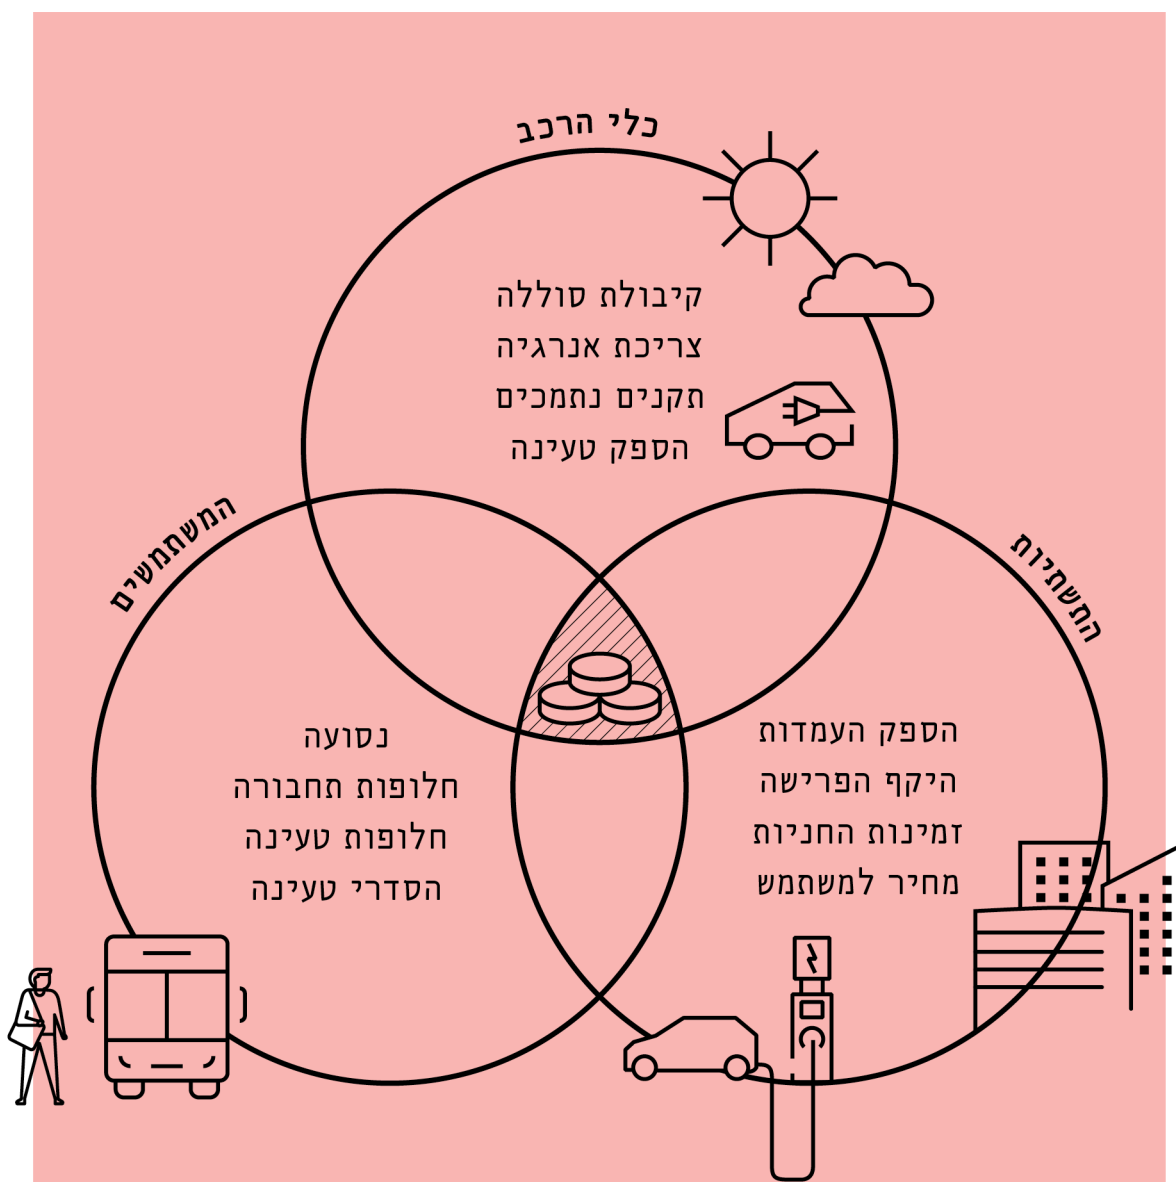 כלי הרכב
קיבולת סוללה
צריכת אנרגיה
תקנים נתמכים
הספק טעינה
המשתמשים
נסועה
חלופות תחבורה
חלופות טעינה
הסדרי טעינה
התשתיות
הספק העמדות
היקף הפרישה
זמינות החניות
מחיר למשתמש